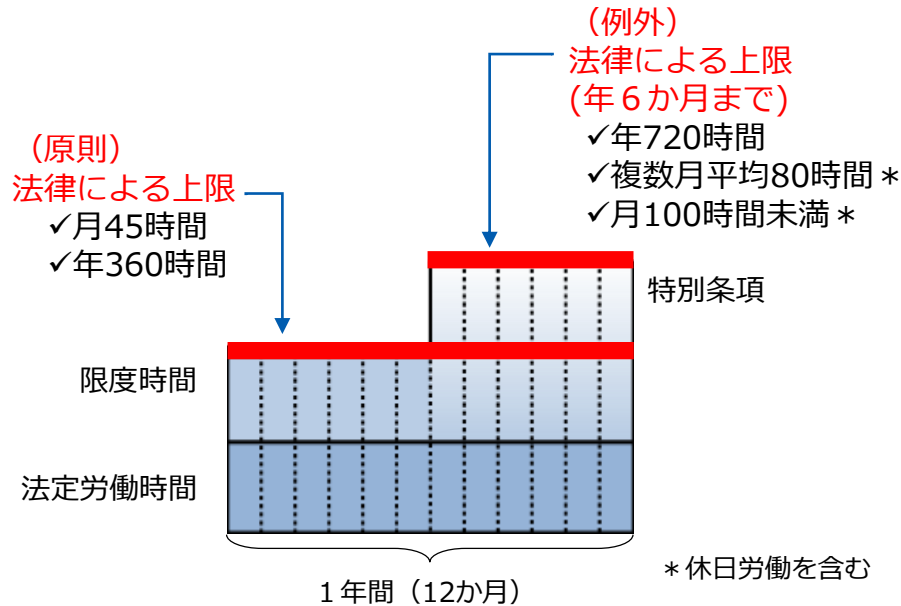 （例外）
法律による上限
(年６か月まで)
✓年720時間
✓複数月平均80時間＊
✓月100時間未満＊
（原則）
法律による上限
✓月45時間
✓年360時間
特別条項
限度時間
法定労働時間
１年間（12か月）
＊休日労働を含む